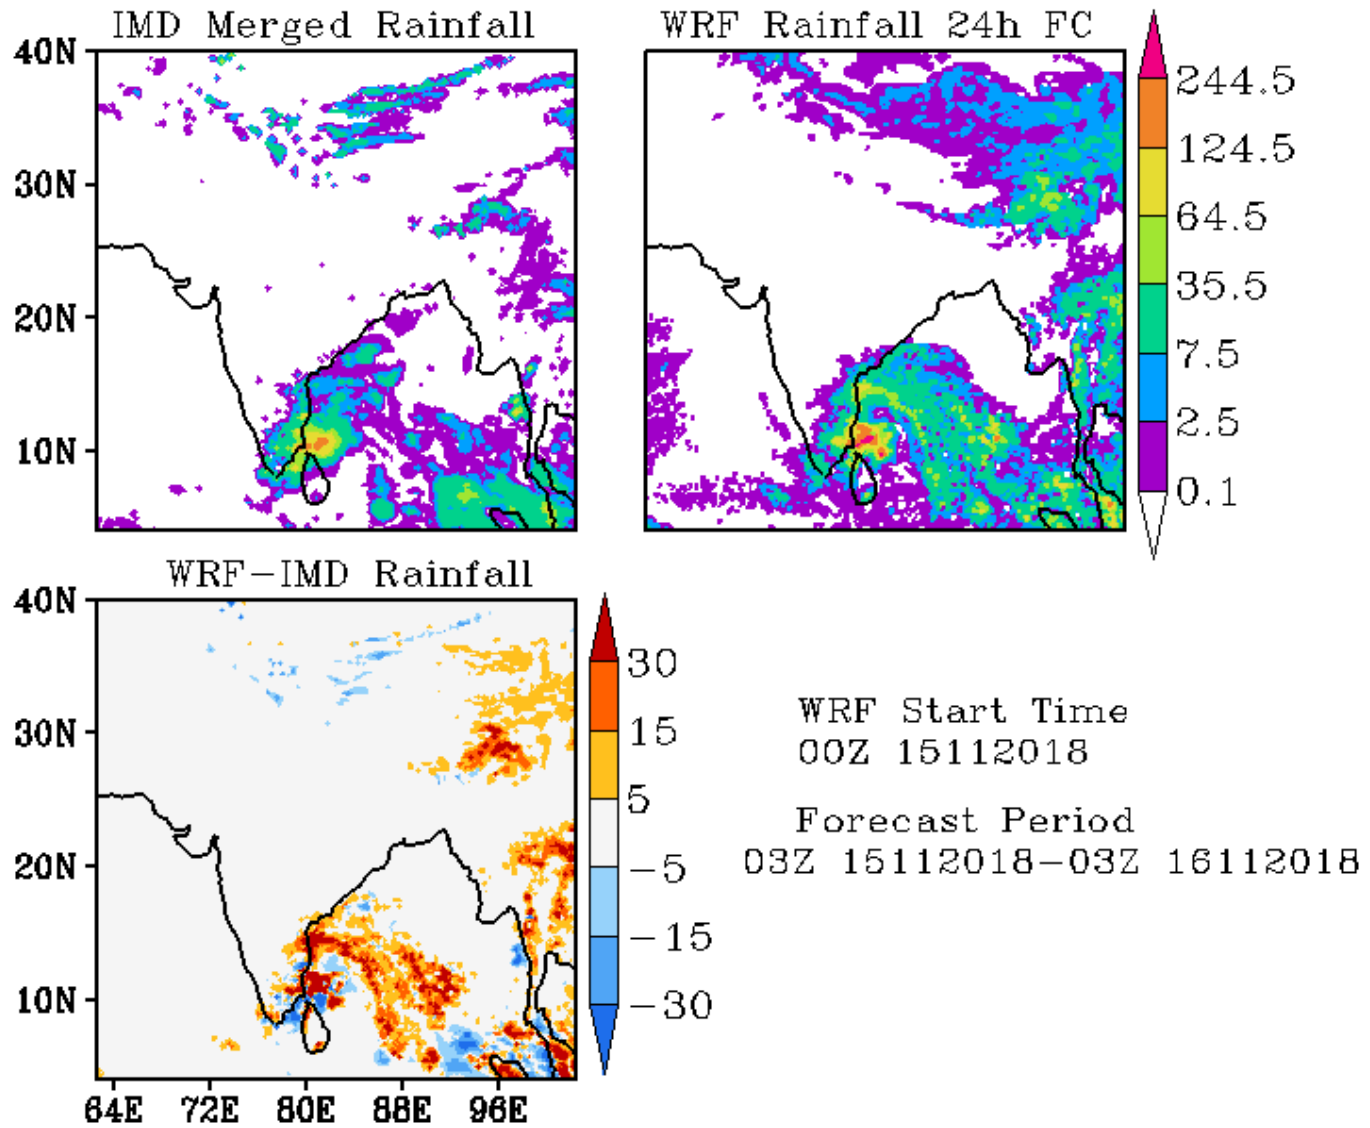 IMD Merged Rainfall
WRF Rainfall 24h FC
40N
30N
20N
10N
244.5
124.5
64.5
35.5
7.5
2.5
0.1
WRF-IMD Rainfall
40N
30N
20N
10N
64E 72E 80E 88E 96E
30
15
5
-5
-15
-30
WRF Start Time
00Z 15112018
Forecast Period
03Z 15112018-03Z 16112018